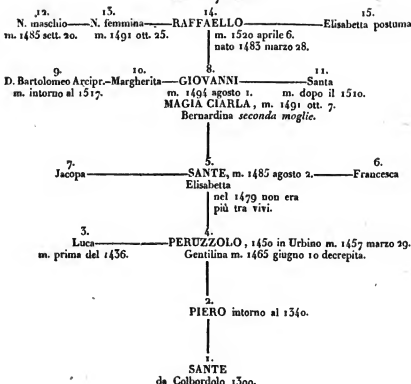 12. 13. 14. 15.
N. maschio—N. femmina—RAFFAELLO—Elisabetta postuma
m. 1485 sett. 20. m. 1491 ott. 25. m. 1520 aprile 6.
nato 1483 marzo 28.
9. 10. 8. 11.
D. Bartolomeo Arcipr.—Margherita—GIOVANNI—Santa
m. intorno al 1517. m. 1494 agosto 1. m. dopo il 1510.
MAGIA CIARLA, m. 1491 ott. 7.
Bernardina seconda moglie.
7. 5. 6.
Jacopa—SANTE, m. 1485 agosto 2.—Francesca
Elisabetta
nel 1479 non era
più tra vivi.
3. 4.
Luca—PERUZZOLO, 1450 in Urbino m. 1457 marzo 29.
m. prima del 1436. Gentilina m. 1465 giugno 10 decrepita.
2.
PIERO intorno al 1340.
1.
SANTE
da Colbordolo 1300.